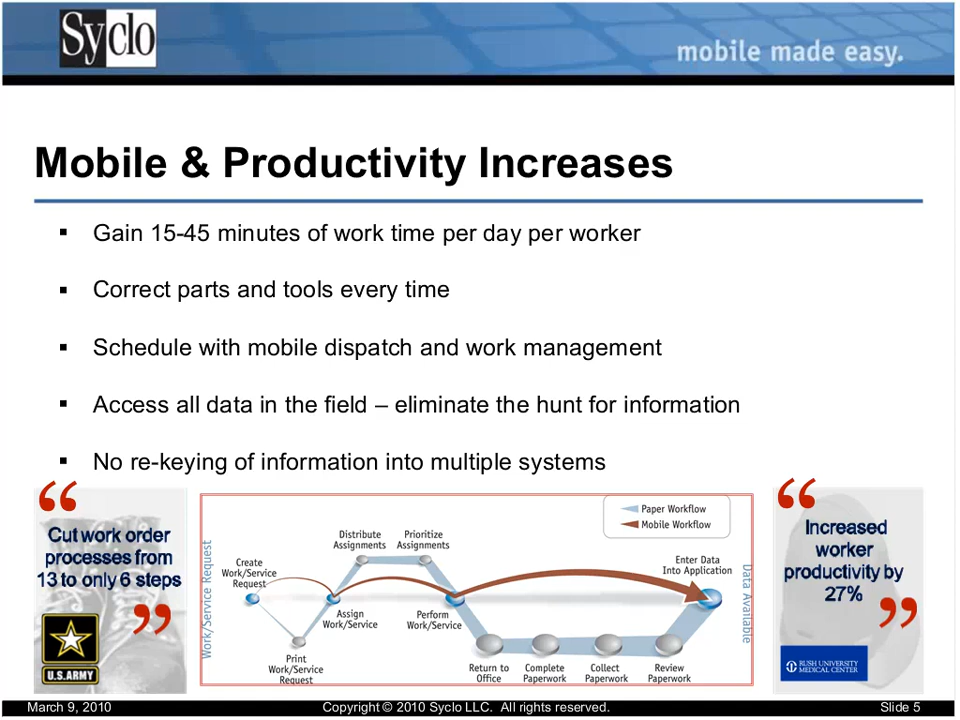 Syclo
mobile made easy.
Mobile & Productivity Increases
▪ Gain 15-45 minutes of work time per day per worker
▪ Correct parts and tools every time
▪ Schedule with mobile dispatch and work management
▪ Access all data in the field – eliminate the hunt for information
▪ No re-keying of information into multiple systems
“
Cut work order
processes from
13 to only 6 steps
”
U.S.ARMY
Paper Workflow
Mobile Workflow
Work/Service Request
Create
Work/Service
Request
Print
Work/Service
Request
Distribute
Assignments
Prioritize
Assignments
Assign
Work/Service
Perform
Work/Service
Return to
Office
Complete
Paperwork
Collect
Paperwork
Review
Paperwork
Enter Data
Into Application
Data Available
“
Increased
worker
productivity by
27%
”
RUSH UNIVERSITY
MEDICAL CENTER
March 9, 2010
Copyright © 2010 Syclo LLC. All rights reserved.
Slide 5